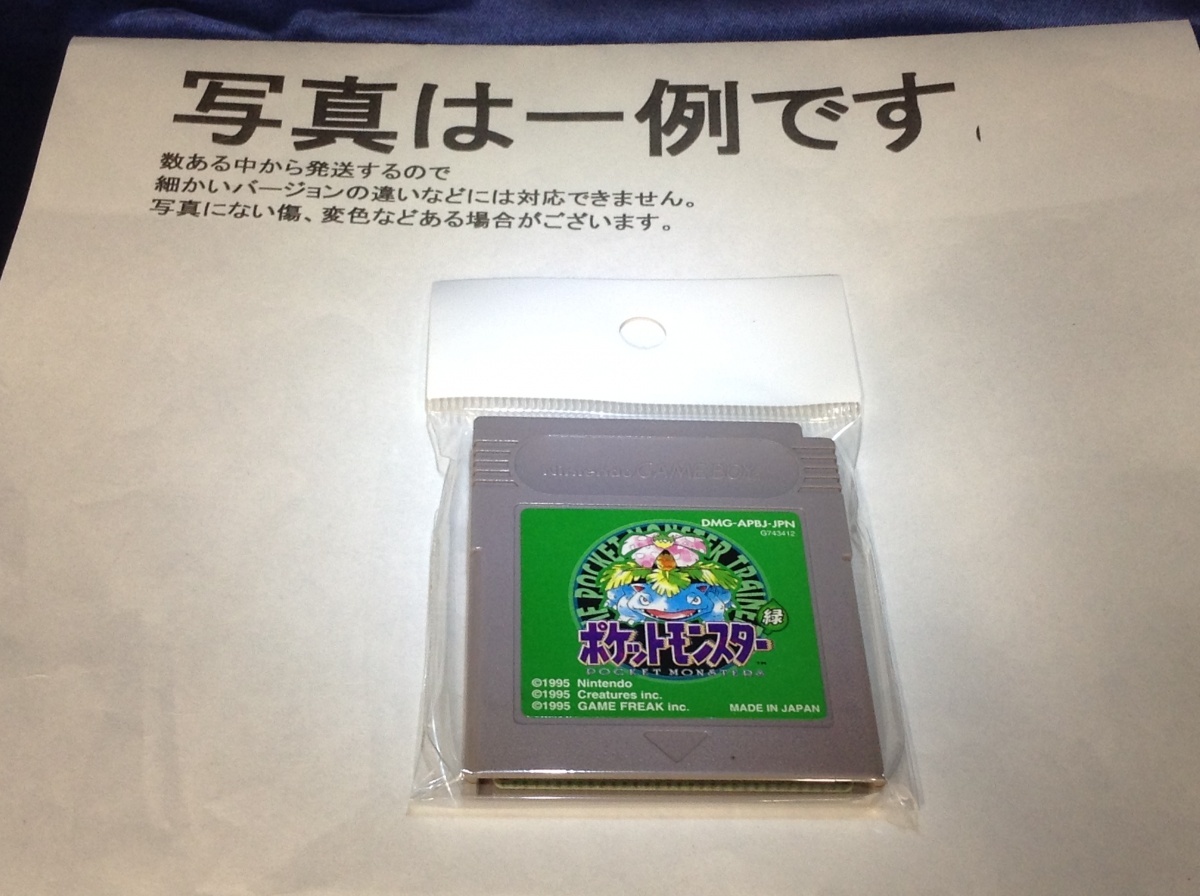 写真は一例です
数ある中から発送するので
細かいバージョンの違いなどには対応できません。
写真にない傷、変色などある場合がございます。
Nintendo GAME BOY
DMG-APBJ-JPN
G743412
POCKET MONSTER TRAINE
緑
ポケットモンスター
TM
POCKET MONSTERS
©1995 Nintendo
©1995 Creatures inc.
©1995 GAME FREAK inc.
MADE IN JAPAN